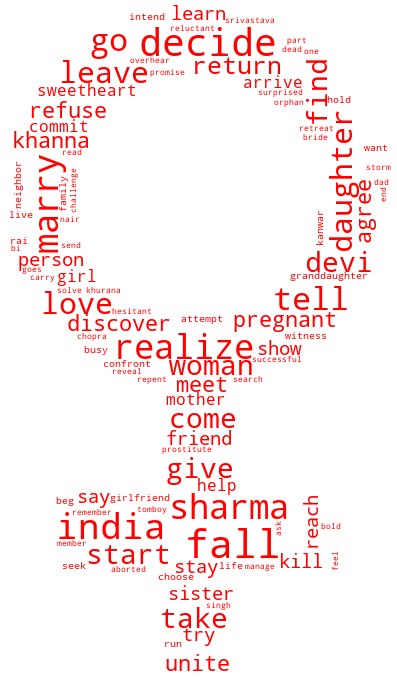 intend learn
srivastava
reluctant
go decide
part
dead one
overhear
leave return
promise
surprised
sweetheart arrive find
orphan
refuse hold
commit retreat
khanna bride
daughter
read want
marry
neighbor
family
challenge
storm
dad
end
agree
live
nair
kanwar
rai
bi
send
person devi
goes
carry girl granddaughter
solve khurana
love tell
hesitant
discover attempt pregnant
chopra
realize witness
busy show
confront woman successful
reveal
repent meet search
mother
come
friend
prostitute
give
help
say girlfriend
beg
remember tomboy sharma reach
india ask bold
member fall
start feel
seek aborted stay life manage kill
choose
sister
singh
take
try
run
unite